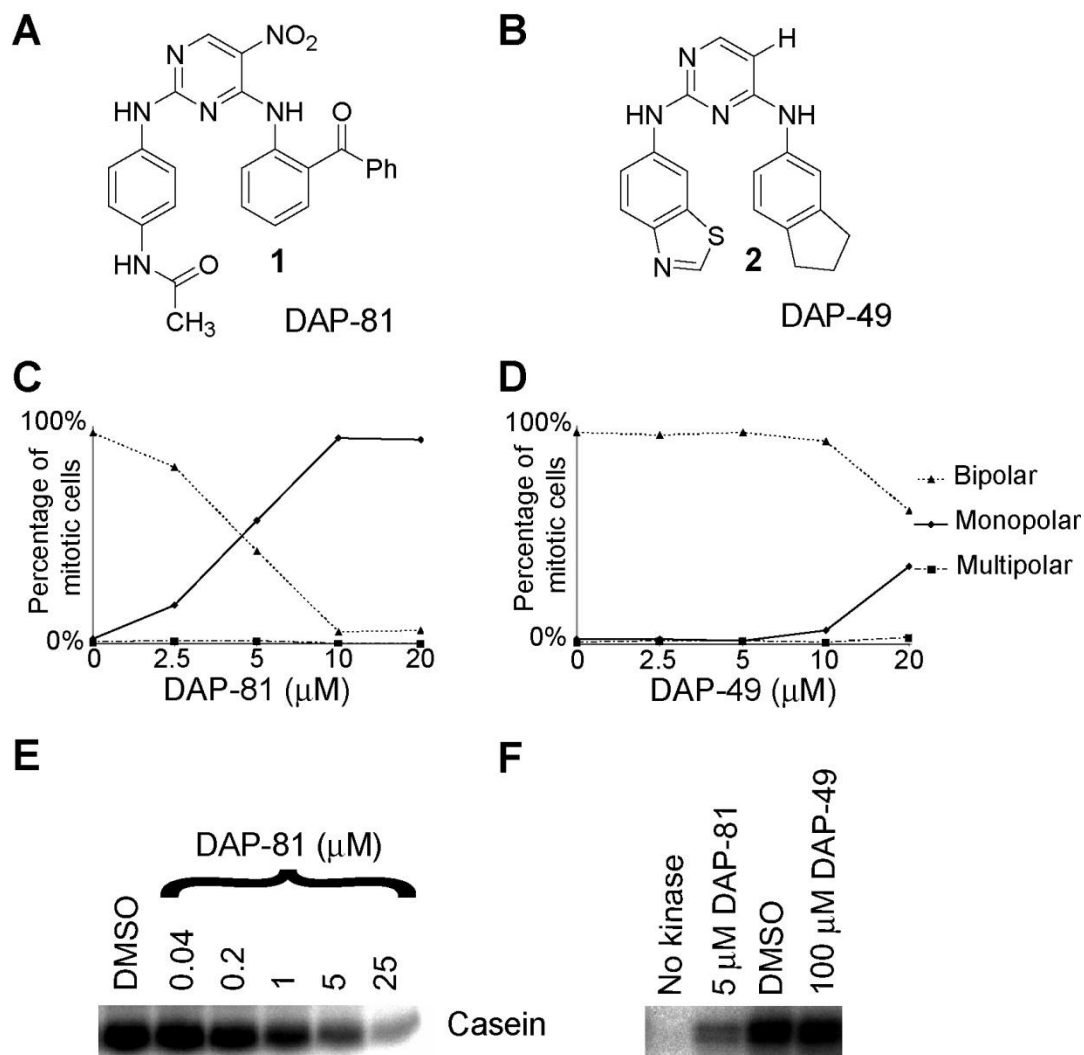 A
NO2
N
HN
N
NH
O
Ph
HN
O
CH3
1
DAP-81
B
H
N
HN
N
NH
S
N
2
DAP-49
C
100%
0%
Percentage of
mitotic cells
0 2.5 5 10 20
DAP-81 (μM)
D
100%
0%
Percentage of
mitotic cells
0 2.5 5 10 20
DAP-49 (μM)
Bipolar
Monopolar
Multipolar
E
DAP-81 (μM)
DMSO
0.04
0.2
1
5
25
Casein
F
No kinase
5 μM DAP-81
DMSO
100 μM DAP-49